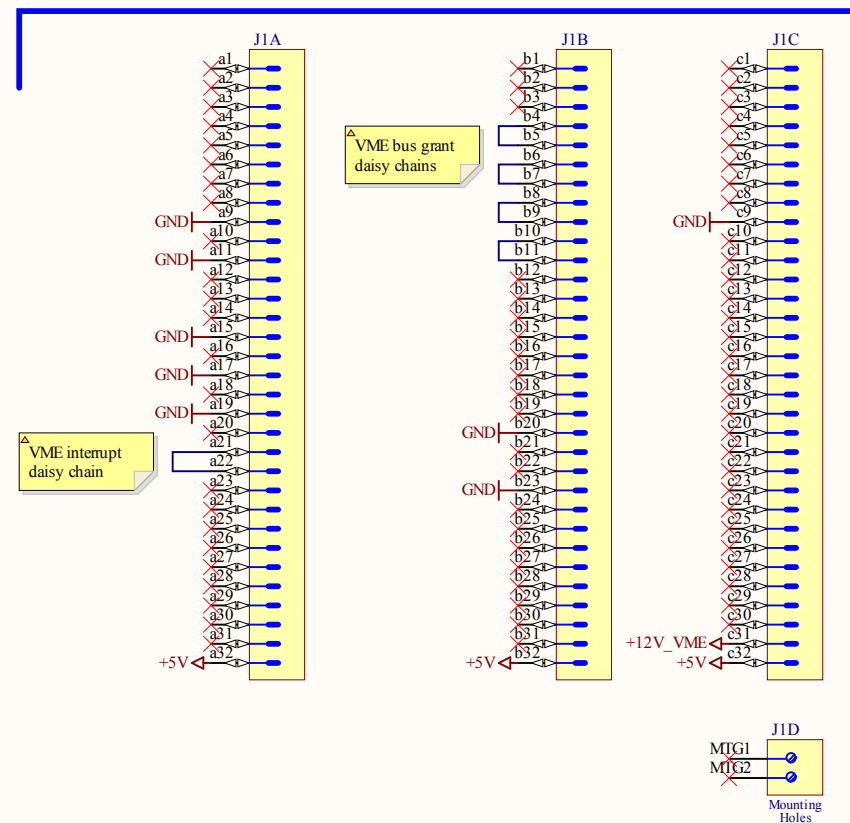 J1A
a1
a2
a3
a4
a5
a6
a7
a8
GND a9
a10
GND a11
a12
a13
a14
GND a15
a16
GND a17
a18
GND a19
a20
a21
a22
a23
a24
a25
a26
a27
a28
a29
a30
a31
+5V a32
VME interrupt
daisy chain
J1B
b1
b2
b3
b4
b5
b6
b7
b8
b9
b10
b11
b12
b13
b14
b15
b16
b17
b18
b19
GND b20
b21
b22
GND b23
b24
b25
b26
b27
b28
b29
b30
b31
+5V b32
VME bus grant
daisy chains
J1C
c1
c2
c3
c4
c5
c6
c7
c8
GND c9
c10
c11
c12
c13
c14
c15
c16
c17
c18
c19
c20
c21
c22
c23
c24
c25
c26
c27
c28
c29
c30
+12V_VME c31
+5V c32
J1D
MTG1
MTG2
Mounting
Holes